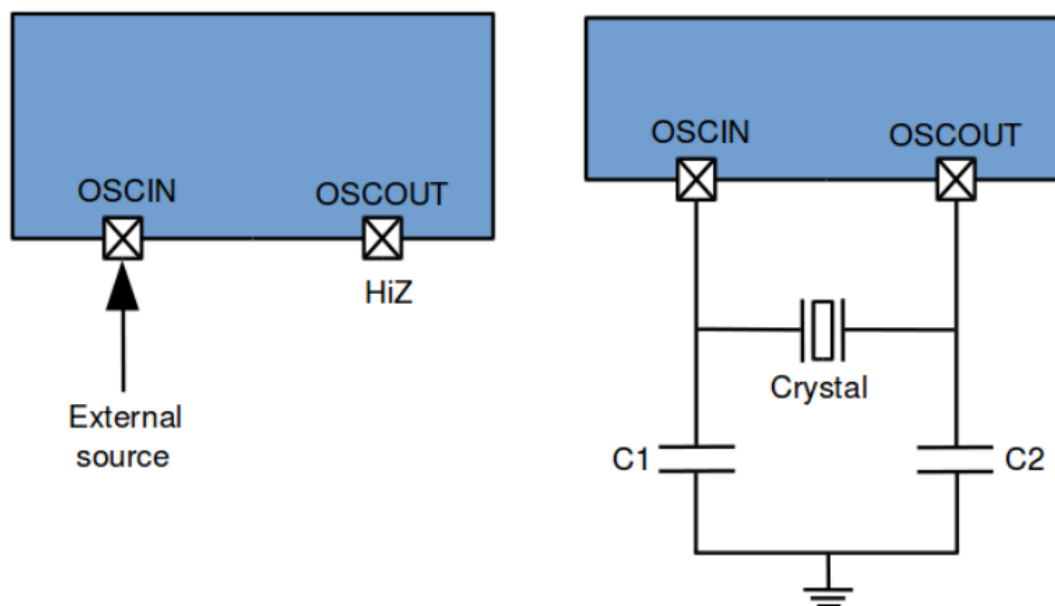 OSCIN
OSCOUT
HiZ
External
source
OSCIN
OSCOUT
Crystal
C1
C2